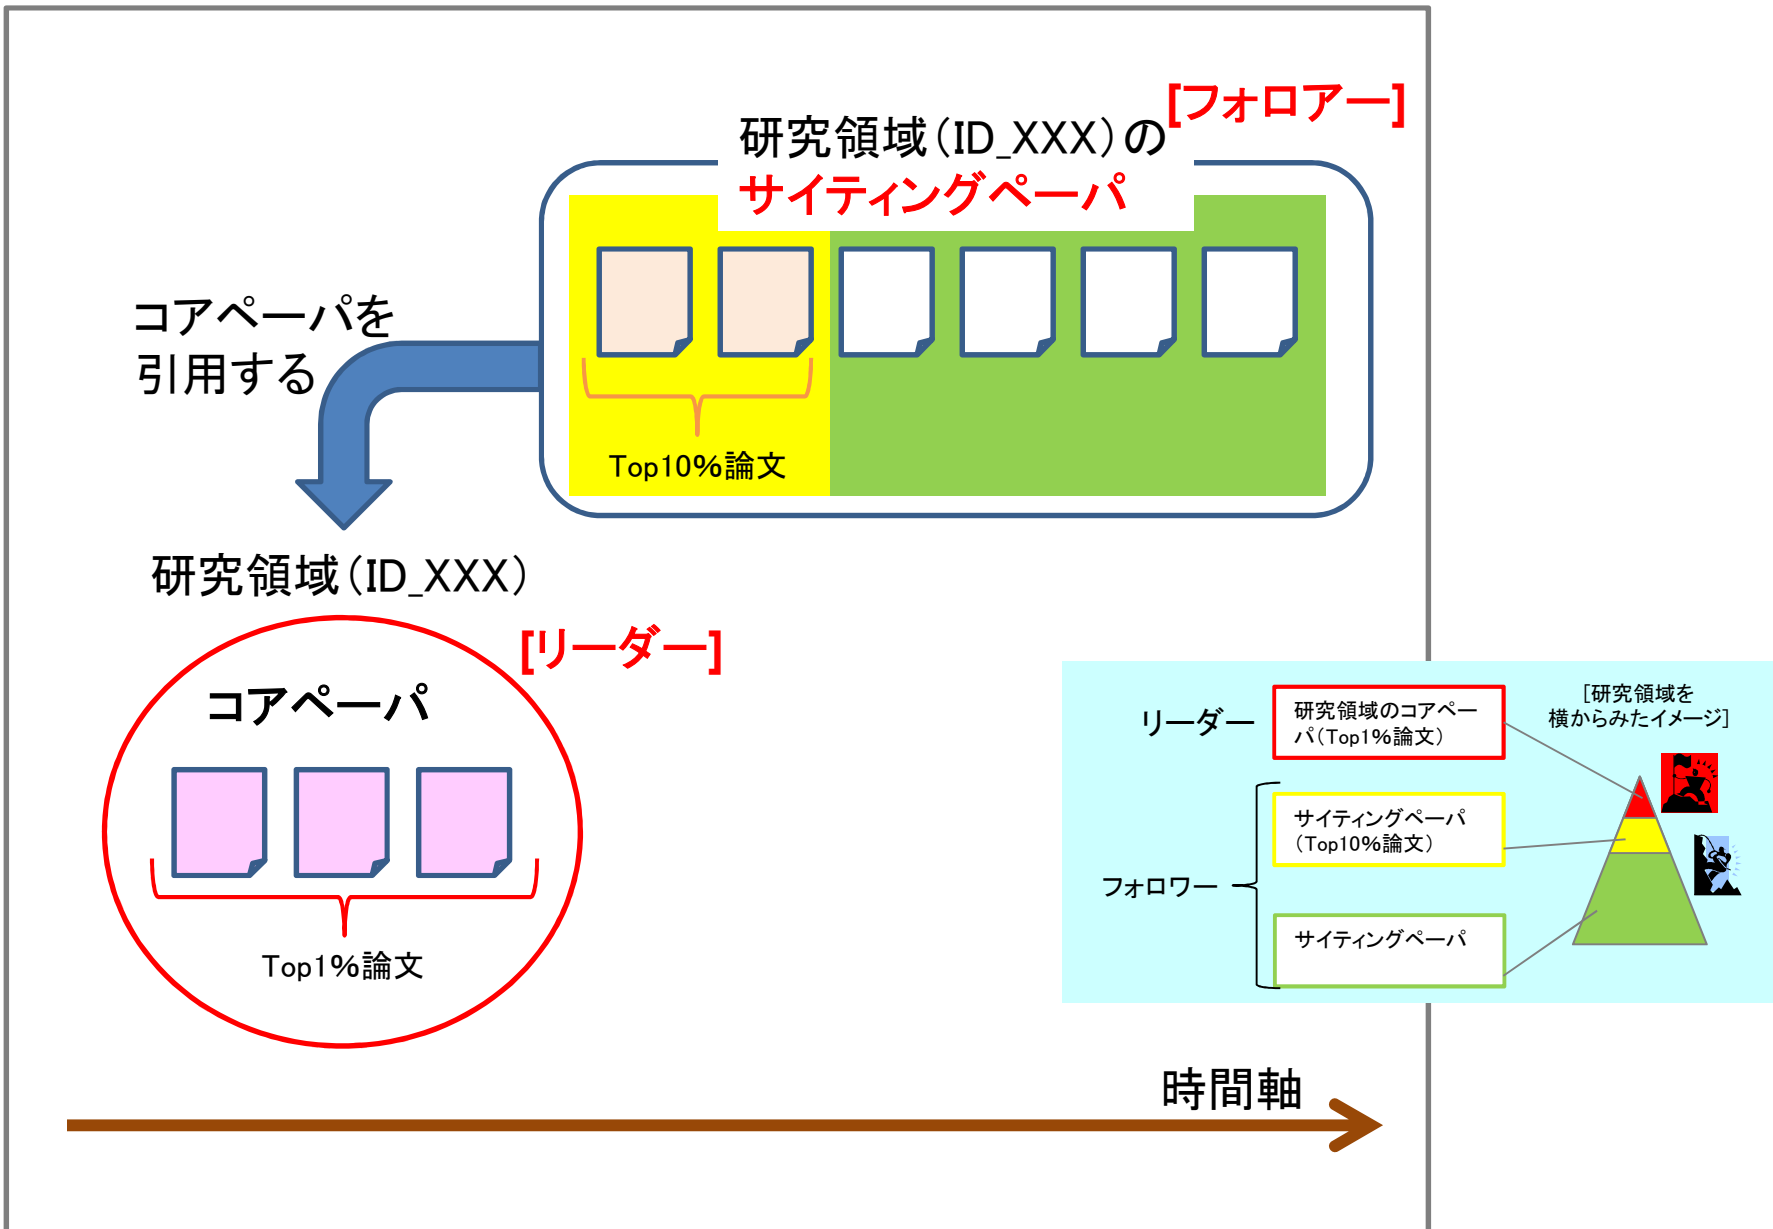 [フォロアー]
研究領域(ID_XXX)の
サイティングペーパ
コアペーパを
引用する
Top10%論文
研究領域(ID_XXX)
[リーダー]
コアペーパ
Top1%論文
リーダー
研究領域のコアペー
パ(Top1%論文)
[研究領域を
横からみたイメージ]
サイティングペーパ
(Top10%論文)
フォロワー
サイティングペーパ
時間軸